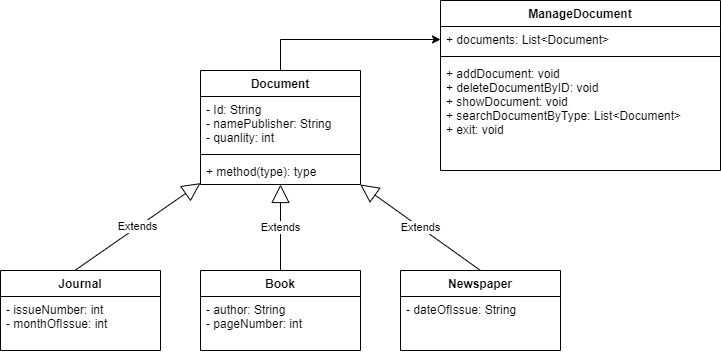 ManageDocument
+ documents: List<Document>
+ addDocument: void
+ deleteDocumentByID: void
+ showDocument: void
+ searchDocumentByType: List<Document>
+ exit: void
Document
- Id: String
- namePublisher: String
- quanlity: int
+ method(type): type
Extends
Extends
Extends
Journal
- issueNumber: int
- monthOfIssue: int
Book
- author: String
- pageNumber: int
Newspaper
- dateOfIssue: String